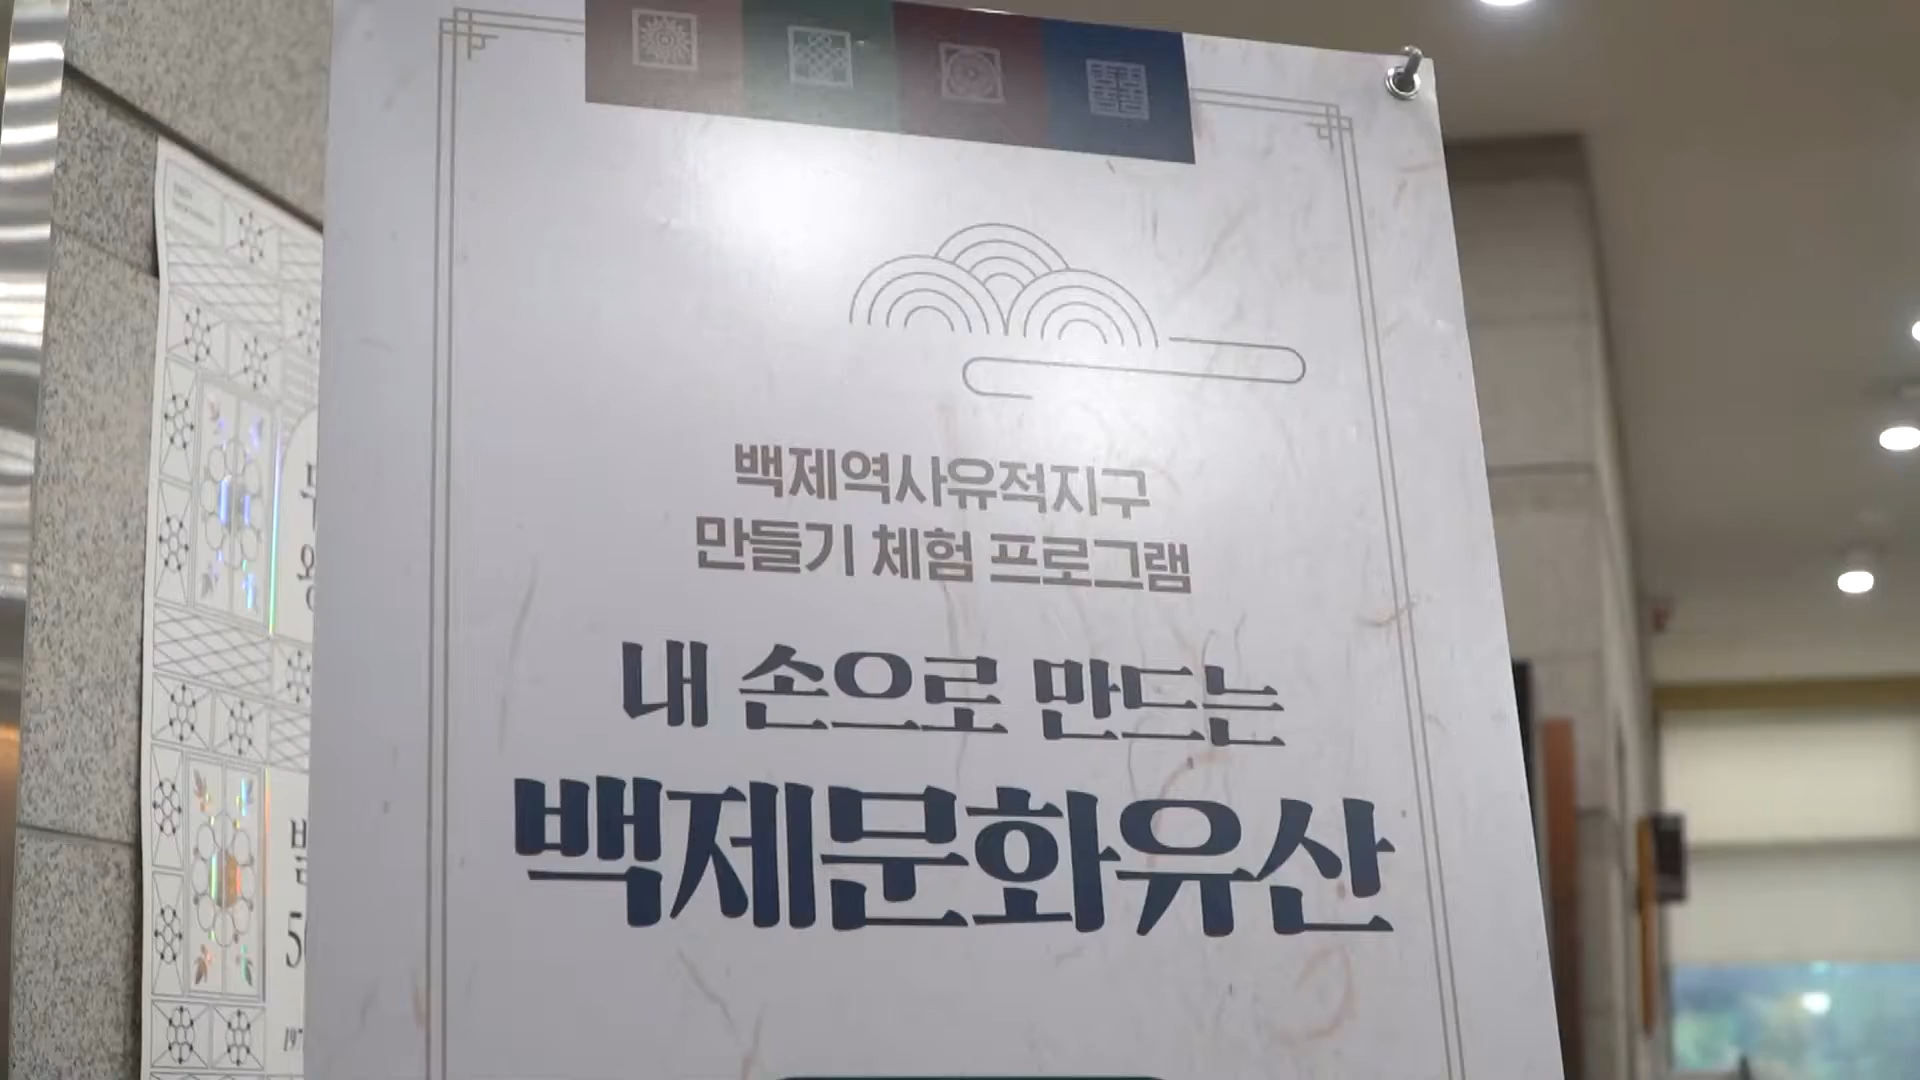 백제역사유적지구
만들기 체험 프로그램
내 손으로 만드는
백제문화유산